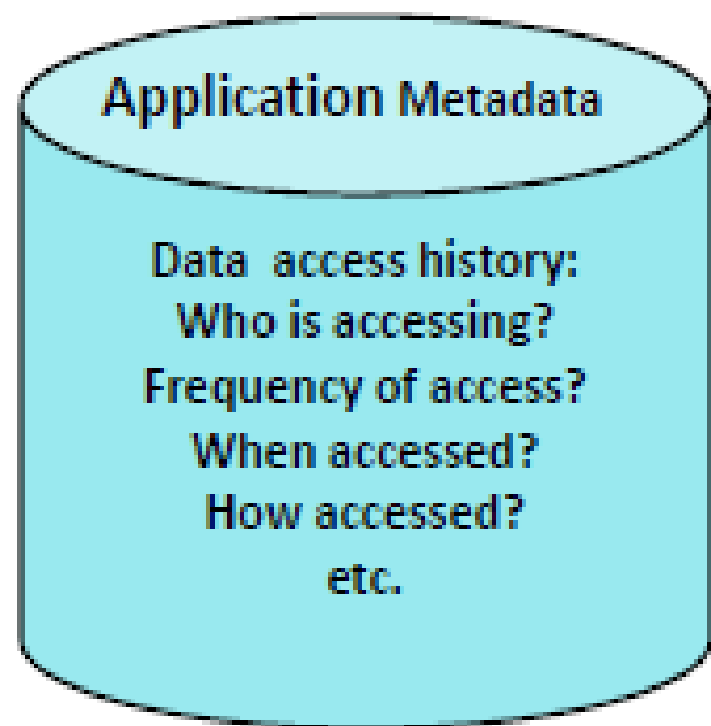 Application Metadata
Data access history:
Who is accessing?
Frequency of access?
When accessed?
How accessed?
etc.